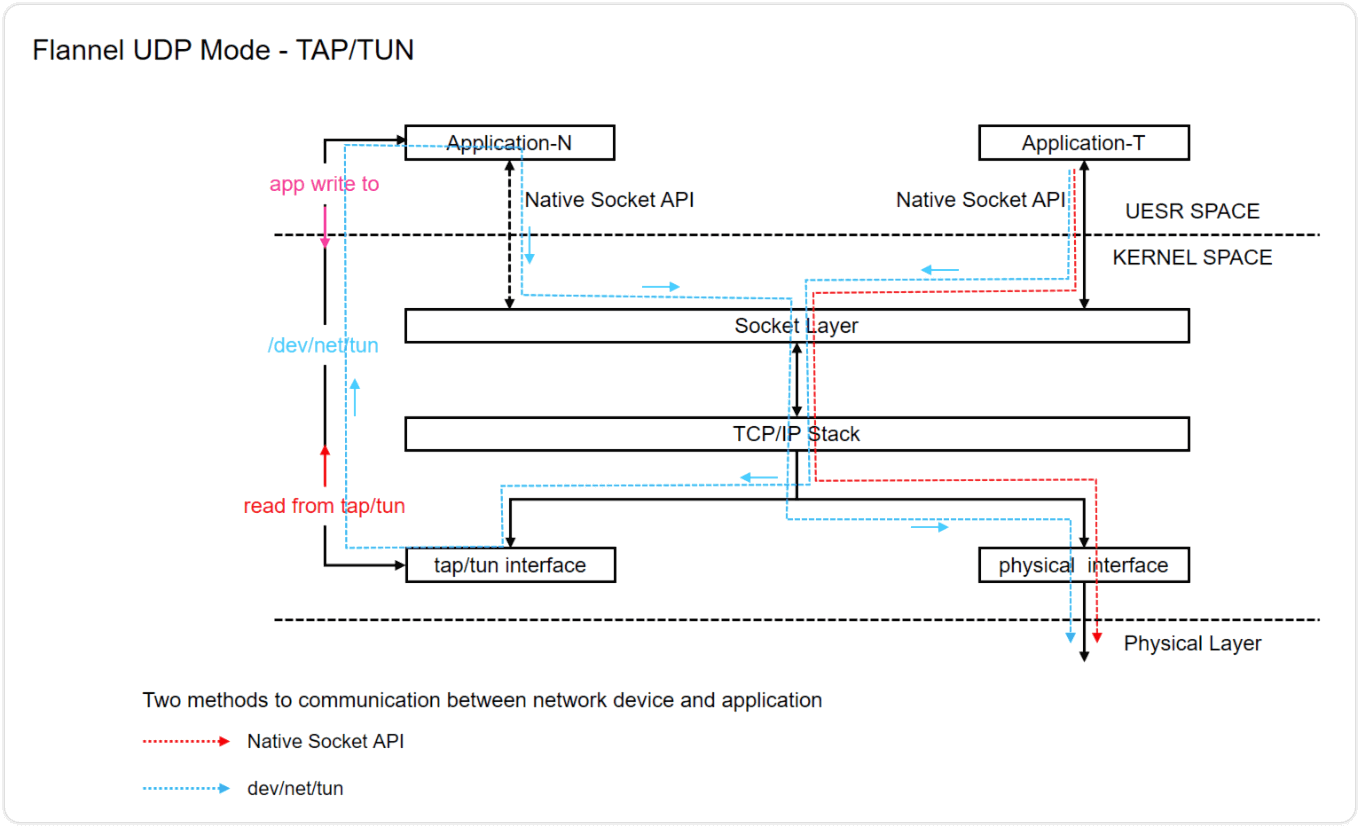 Flannel UDP Mode - TAP/TUN
Application-N
Application-T
app write to
Native Socket API
Native Socket API
UESR SPACE
KERNEL SPACE
Socket Layer
/dev/net/tun
TCP/IP Stack
read from tap/tun
tap/tun interface
physical interface
Physical Layer
Two methods to communication between network device and application
Native Socket API
dev/net/tun